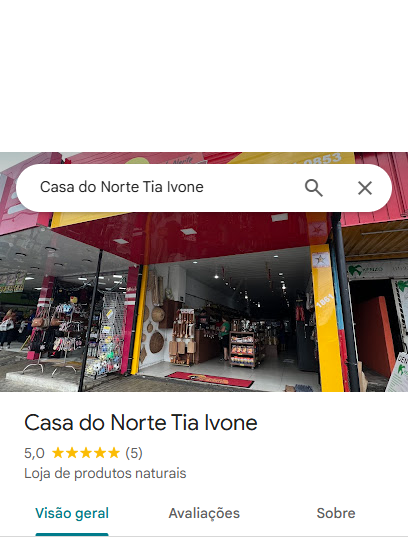 Casa do Norte Tia Ivone
Casa do Norte Tia Ivone
5,0 (5)
Loja de produtos naturais
Visão geral
Avaliações
Sobre